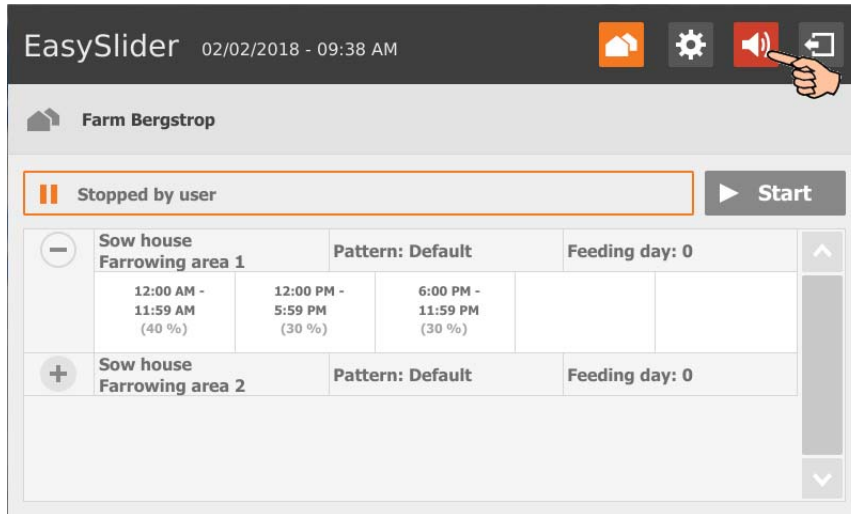 EasySlider 02/02/2018 - 09:38 AM
Farm Bergstrop
Stopped by user
Start
Sow house
Farrowing area 1
Pattern: Default
Feeding day: 0
12:00 AM -
11:59 AM
(40 %)
12:00 PM -
5:59 PM
(30 %)
6:00 PM -
11:59 PM
(30 %)
Sow house
Farrowing area 2
Pattern: Default
Feeding day: 0